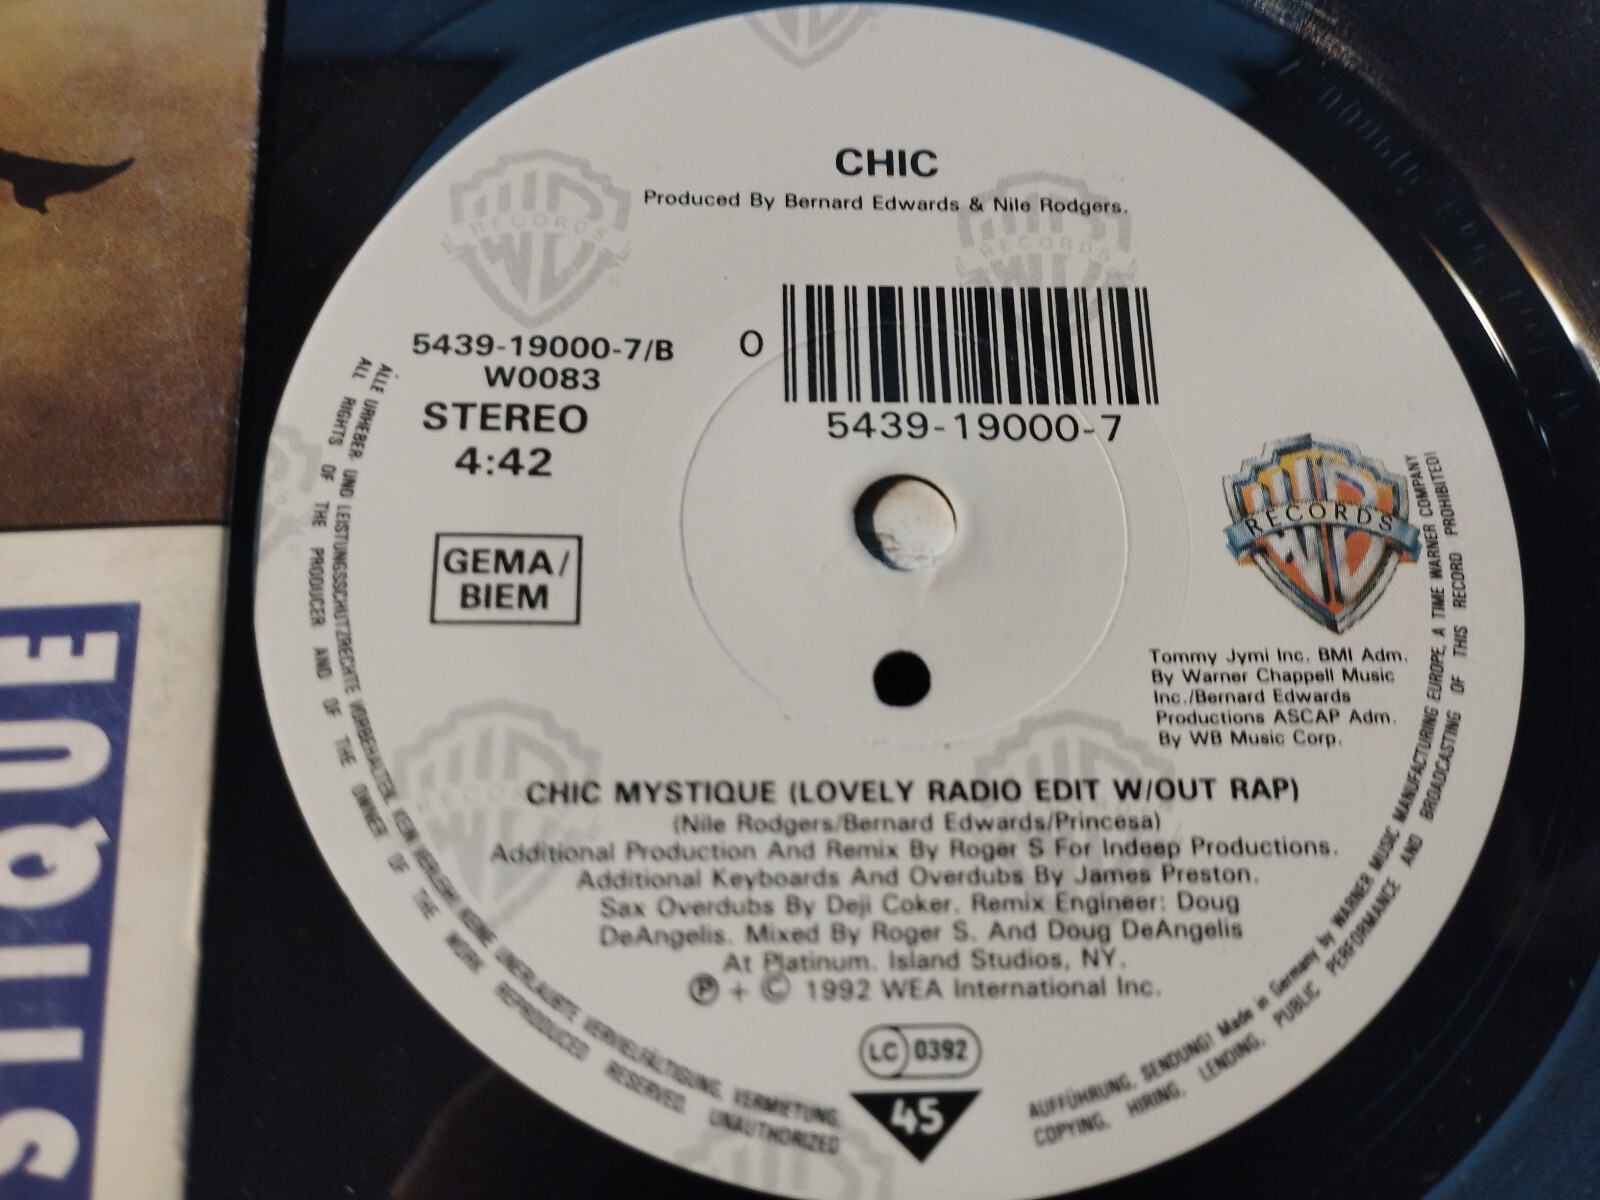 CHIC
Produced By Bernard Edwards & Nile Rodgers.
5439-19000-7/B
W0083
STEREO
4:42
0
5439-19000-7
GEMA/
BIEM
RECORDS
Tommy Jymi Inc. BMI Adm.
By Warner Chappell Music
Inc./Bernard Edwards
Productions ASCAP Adm.
By WB Music Corp.
CHIC MYSTIQUE (LOVELY RADIO EDIT W/OUT RAP)
(Nile Rodgers/Bernard Edwards/Princesa)
Additional Production And Remix By Roger S For Indeep Productions.
Additional Keyboards And Overdubs By James Preston.
Sax Overdubs By Deji Coker. Remix Engineer: Doug
DeAngelis. Mixed By Roger S. And Doug DeAngelis
At Platinum. Island Studios, NY.
Ⓟ + © 1992 WEA International Inc.
LC 0392
45
ALLE URHEBER- UND LEISTUNGSSCHUTZRECHTE VORBEHALTEN. KEIN VERLEIH! KEINE UNERLAUBTE VERVIELFÄLTIGUNG, VERMIETUNG,
AUFFÜHRUNG, SENDUNG! Made in Germany by WARNER MUSIC MANUFACTURING EUROPE, A TIME WARNER COMPANY
ALL RIGHTS OF THE PRODUCER AND OF THE OWNER OF THE WORK REPRODUCED RESERVED. UNAUTHORIZED
COPYING, HIRING, LENDING, PUBLIC PERFORMANCE AND BROADCASTING OF THIS RECORD PROHIBITED!
STIQUE